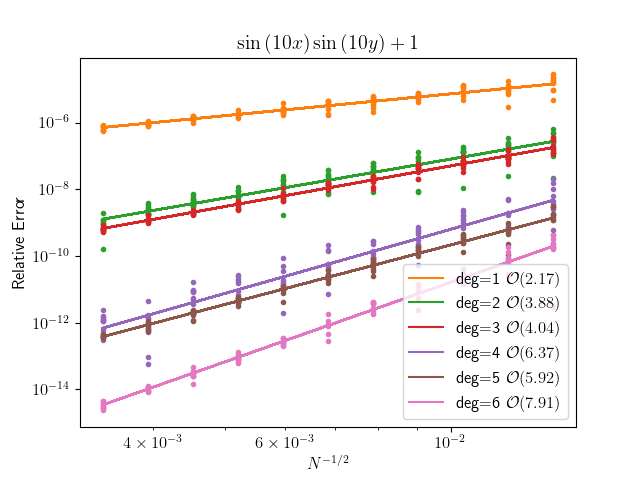 sin (10x) sin (10y) + 1
Relative Error
10⁻⁶
10⁻⁸
10⁻¹⁰
10⁻¹²
10⁻¹⁴
deg=1 𝒪(2.17)
deg=2 𝒪(3.88)
deg=3 𝒪(4.04)
deg=4 𝒪(6.37)
deg=5 𝒪(5.92)
deg=6 𝒪(7.91)
4 × 10⁻³ 6 × 10⁻³ 10⁻²
N⁻¹ᐟ²